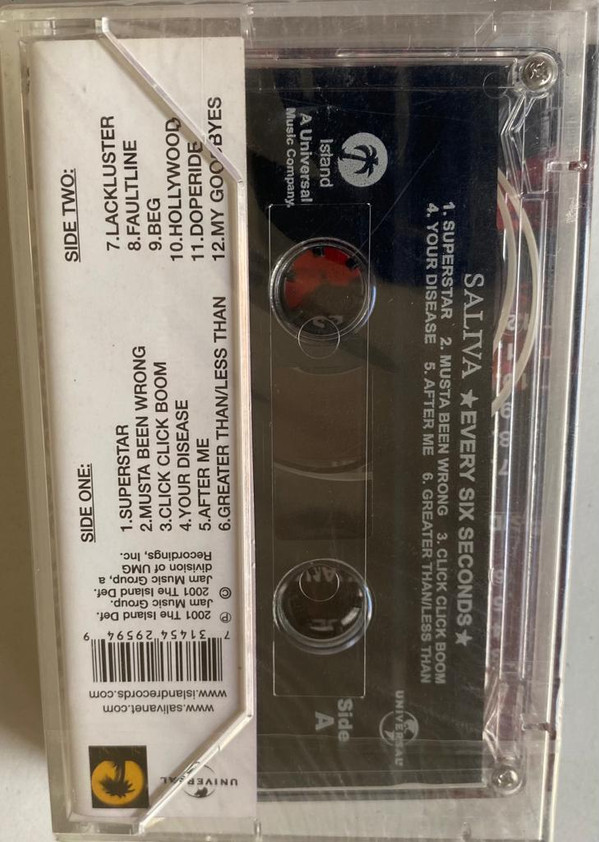 SIDE ONE:
1.SUPERSTAR
2.MUSTA BEEN WRONG
3.CLICK CLICK BOOM
4.YOUR DISEASE
5.AFTER ME
6.GREATER THAN/LESS THAN
SIDE TWO:
7.LACKLUSTER
8.FAULTLINE
9.BEG
10.HOLLYWOOD
11.DOPERIDE
12.MY GOODBYES
℗ 2001 The Island Def.
Jam Music Group.
© 2001 The Island Def.
Jam Music Group, a
division of UMG
Recordings, Inc.
7 31454 29594 9
www.islandrecords.com
www.salivanet.com
UNIVERSAL
SALIVA ★ EVERY SIX SECONDS ★
1. SUPERSTAR 2. MUSTA BEEN WRONG 3. CLICK CLICK BOOM
4. YOUR DISEASE 5. AFTER ME 6. GREATER THAN/LESS THAN
Island
A Universal
Music Company.
Side
A
UNIVERSAL